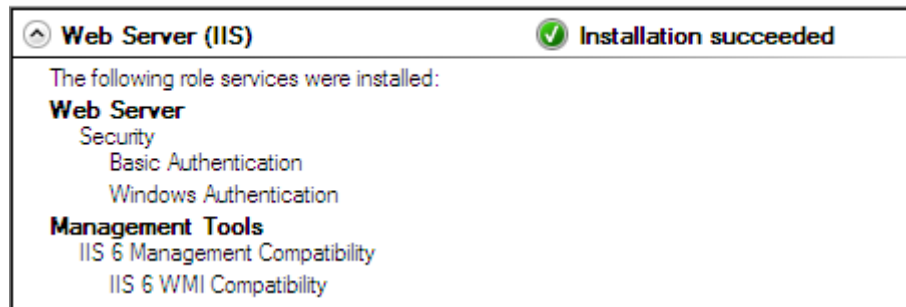 Web Server (IIS) Installation succeeded
The following role services were installed:
Web Server
Security
Basic Authentication
Windows Authentication
Management Tools
IIS 6 Management Compatibility
IIS 6 WMI Compatibility